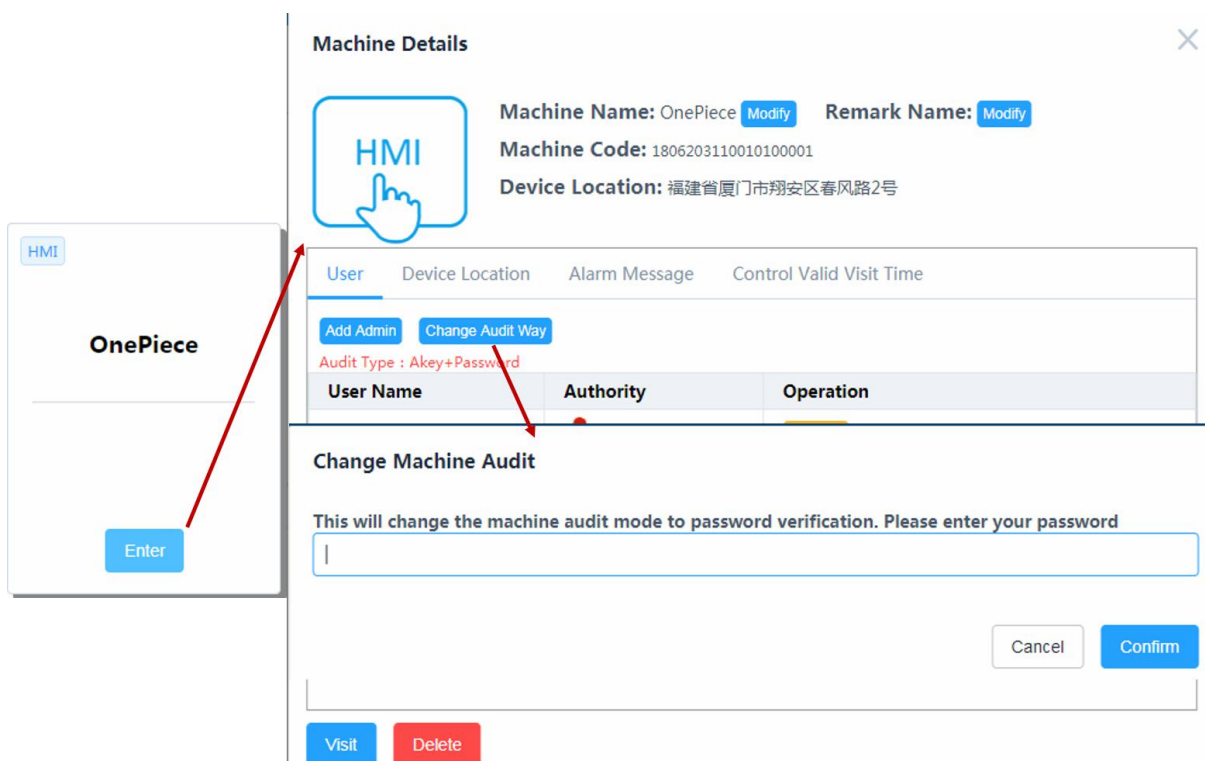 HMI
OnePiece
Enter
Machine Details
HMI
Machine Name: OnePiece Modify Remark Name: Modify
Machine Code: 1806203110010100001
Device Location: 福建省厦门市翔安区春风路2号
User Device Location Alarm Message Control Valid Visit Time
Add Admin Change Audit Way
Audit Type : Akey+Password
User Name Authority Operation
Change Machine Audit
This will change the machine audit mode to password verification. Please enter your password
Cancel Confirm
Visit Delete